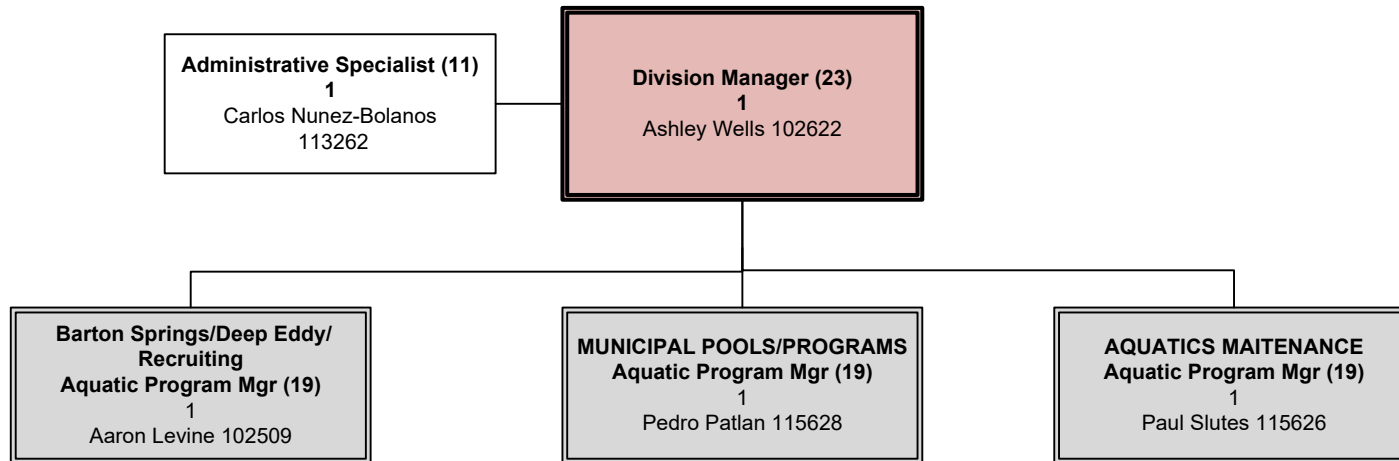 Administrative Specialist (11)
1
Carlos Nunez-Bolanos
113262
Division Manager (23)
1
Ashley Wells 102622
Barton Springs/Deep Eddy/
Recruiting
Aquatic Program Mgr (19)
1
Aaron Levine 102509
MUNICIPAL POOLS/PROGRAMS
Aquatic Program Mgr (19)
1
Pedro Patlan 115628
AQUATICS MAITENANCE
Aquatic Program Mgr (19)
1
Paul Slutes 115626